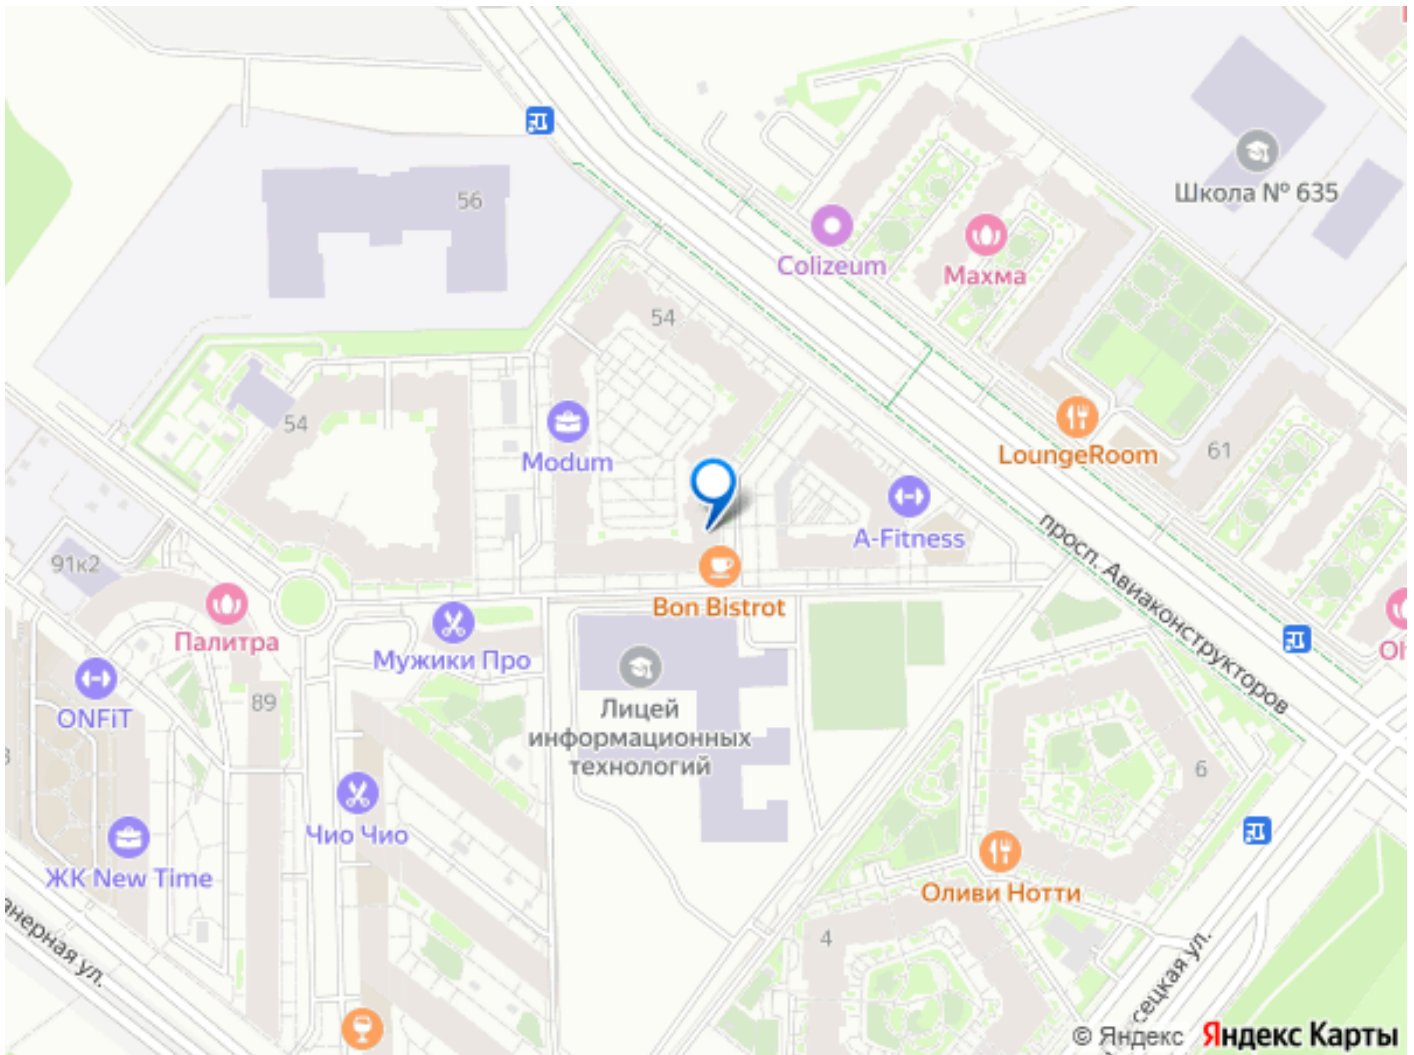 56
Школа № 635
Colizeum
Махма
54
54
Modum
LoungeRoom
61
A-Fitness
просп. Авиаконструкторов
91к2
Bon Bistrot
Палитра
Мужики Про
ONFiT
89
Лицей
информационных
технологий
6
Чио Чио
ЖК New Time
Оливи Нотти
4
анерная ул.
сецкая ул.
© Яндекс Яндекс Карты